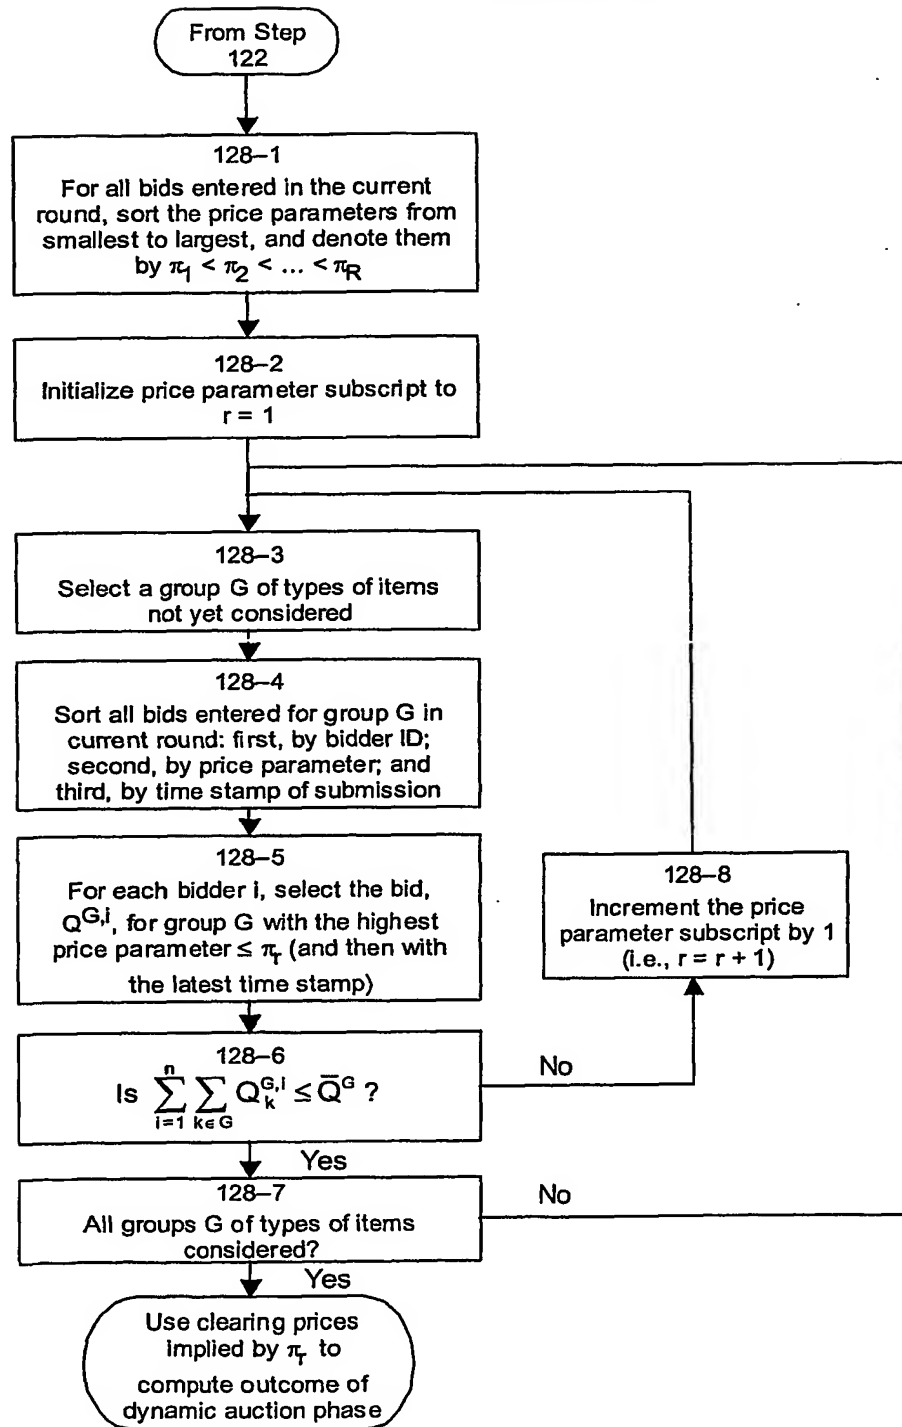 From Step
122
128–1
For all bids entered in the current
round, sort the price parameters from
smallest to largest, and denote them
by π1 < π2 < ... < πR
128–2
Initialize price parameter subscript to
r = 1
128–3
Select a group G of types of items
not yet considered
128–4
Sort all bids entered for group G in
current round: first, by bidder ID;
second, by price parameter; and
third, by time stamp of submission
128–5
For each bidder i, select the bid,
Q^G,i, for group G with the highest
price parameter ≤ πr (and then with
the latest time stamp)
128–8
Increment the price
parameter subscript by 1
(i.e., r = r + 1)
128–6
Is ∑_{i=1}^{n} ∑_{k∈G} Q_k^{G,i} ≤ Q̅^G ?
No
Yes
128–7
All groups G of types of items
considered?
No
Yes
Use clearing prices
implied by πr to
compute outcome of
dynamic auction phase